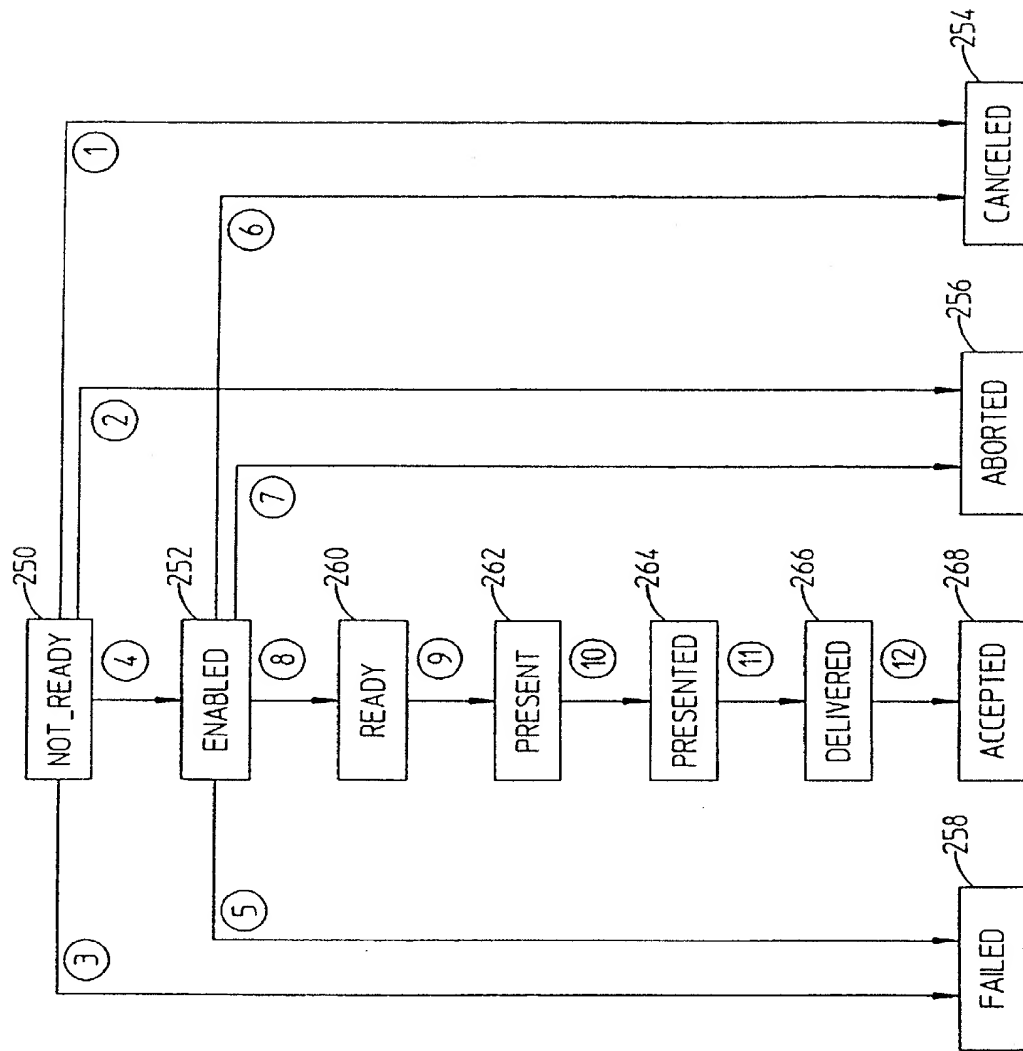 250
NOT_READY
1
2
3
4
252
ENABLED
5
6
7
8
260
READY
9
262
PRESENT
10
264
PRESENTED
11
266
DELIVERED
12
258
FAILED
268
ACCEPTED
256
ABORTED
254
CANCELED